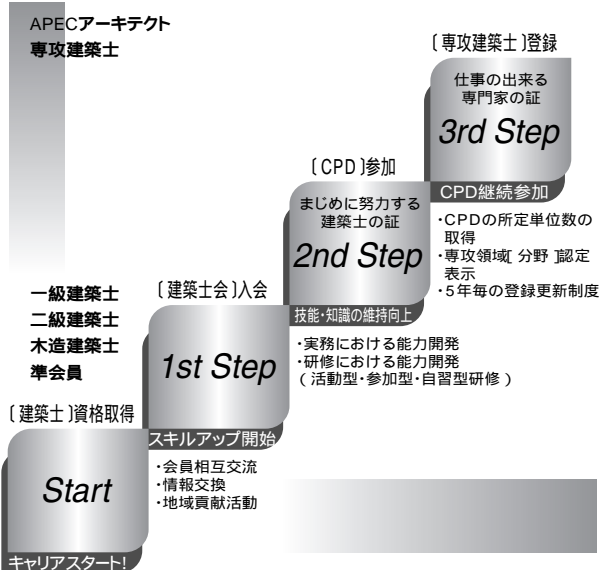 APECアーキテクト
専攻建築士
〔専攻建築士〕登録
仕事の出来る
専門家の証
3rd Step
CPD継続参加
・CPDの所定単位数の
取得
・専攻領域[分野]認定
表示
・5年毎の登録更新制度
〔CPD〕参加
まじめに努力する
建築士の証
2nd Step
技能・知識の維持向上
・実務における能力開発
・研修における能力開発
（活動型・参加型・自習型研修）
一級建築士
二級建築士
木造建築士
準会員
〔建築士会〕入会
1st Step
スキルアップ開始
・会員相互交流
・情報交換
・地域貢献活動
〔建築士〕資格取得
Start
キャリアスタート!